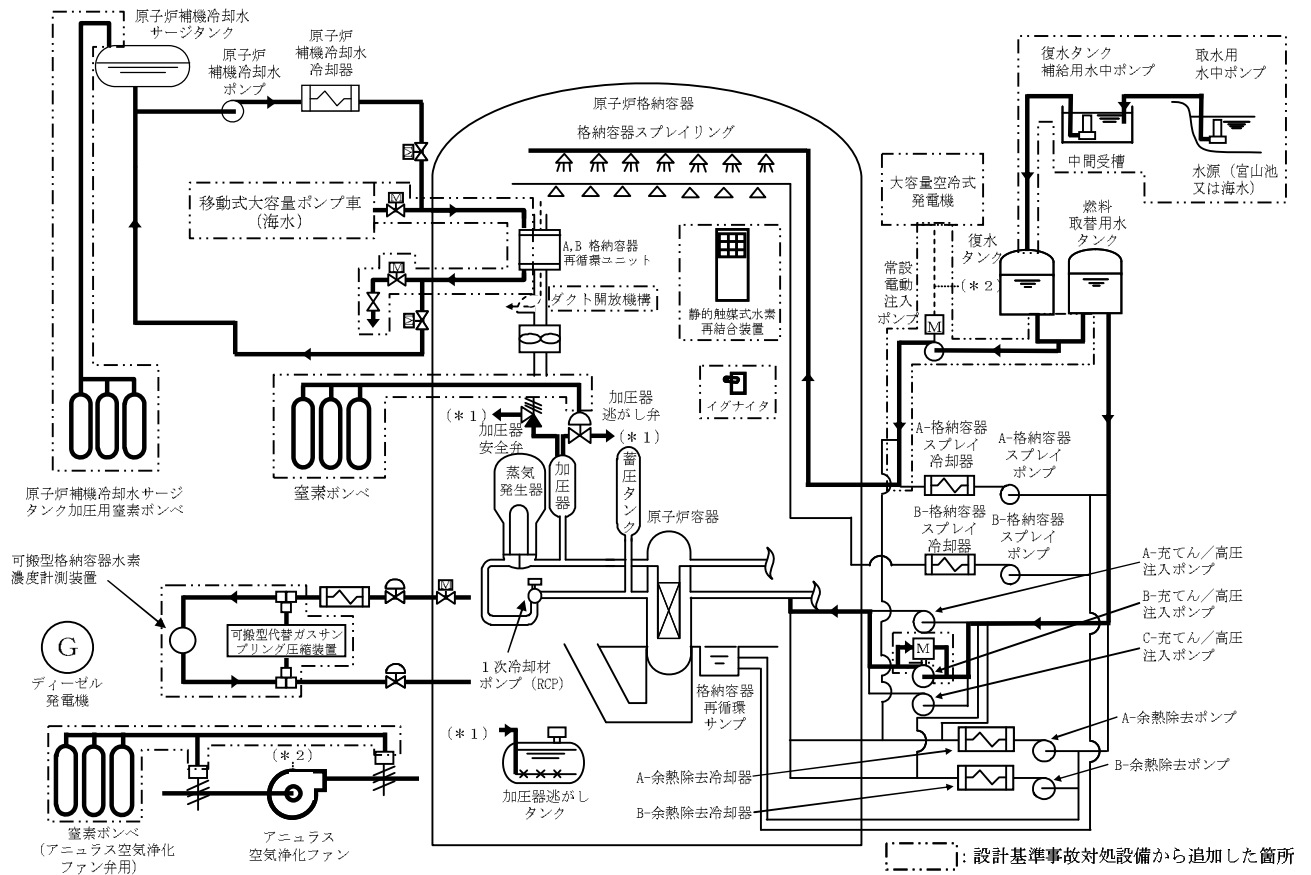 原子炉補機冷却水
サージタンク
原子炉
補機冷却水
ポンプ
原子炉
補機冷却水
冷却器
M
移動式大容量ポンプ車
（海水）
M
M
M
A,B 格納容器
再循環ユニット
ダクト開放機構
原子炉格納容器
格納容器スプレイリング
静的触媒式水素
再結合装置
イグナイタ
復水タンク
補給用水中ポンプ
取水用
水中ポンプ
中間受槽
水源（宮山池
又は海水）
大容量空冷式
発電機
燃料
取替用水
タンク
復水
タンク
常設
電動
注入
ポンプ
(＊2)
M
原子炉補機冷却水サージ
タンク加圧用窒素ボンベ
窒素ボンベ
(＊1)
加圧器
安全弁
加圧器
逃がし弁
(＊1)
蒸気
発生器
加
圧
器
蓄
圧
タ
ン
ク
原子炉容器
A-格納容器
スプレイ
冷却器
A-格納容器
スプレイ
ポンプ
B-格納容器
スプレイ
冷却器
B-格納容器
スプレイ
ポンプ
可搬型格納容器水素
濃度計測装置
M
可搬型代替ガスサン
プリング圧縮装置
G
ディーゼル
発電機
1次冷却材
ポンプ（RCP）
格納容器
再循環
サンプ
M
A-充てん／高圧
注入ポンプ
B-充てん／高圧
注入ポンプ
C-充てん／高圧
注入ポンプ
A-余熱除去ポンプ
B-余熱除去ポンプ
A-余熱除去冷却器
B-余熱除去冷却器
(＊1)
加圧器逃がし
タンク
(＊2)
窒素ボンベ
（アニュラス空気浄化
ファン弁用）
アニュラス
空気浄化ファン
：設計基準事故対処設備から追加した箇所